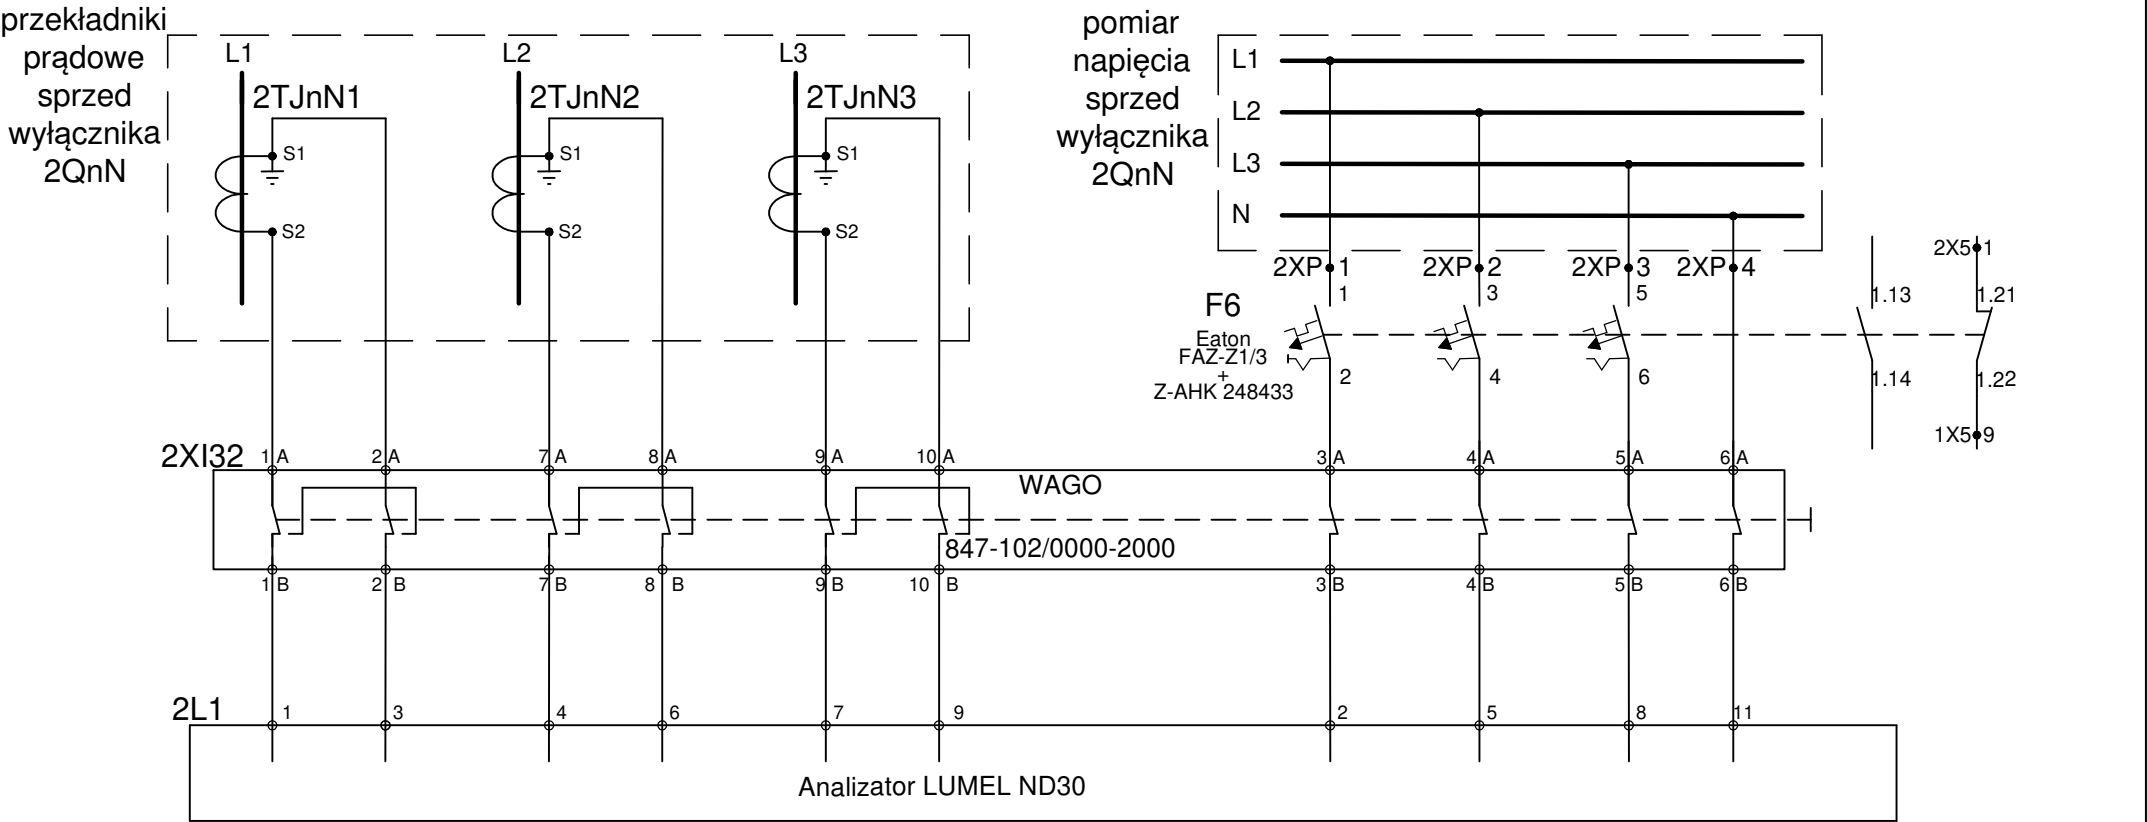 przekładniki
prądowe
sprzed
wyłącznika
2QnN
L1
L2
L3
2TJnN1
2TJnN2
2TJnN3
S1
S1
S1
S2
S2
S2
pomiar
napięcia
sprzed
wyłącznika
2QnN
L1
L2
L3
N
2XP 1
2XP 2
2XP 3
2XP 4
1
3
5
F6
Eaton
FAZ-Z1/3
+
Z-AHK 248433
2
4
6
2X5 1
1.13
1.21
1.14
1.22
1X5 9
2XI32
1 A
2 A
7 A
8 A
9 A
10 A
3 A
4 A
5 A
6 A
WAGO
847-102/0000-2000
1 B
2 B
7 B
8 B
9 B
10 B
3 B
4 B
5 B
6 B
2L1
1
3
4
6
7
9
2
5
8
11
Analizator LUMEL ND30